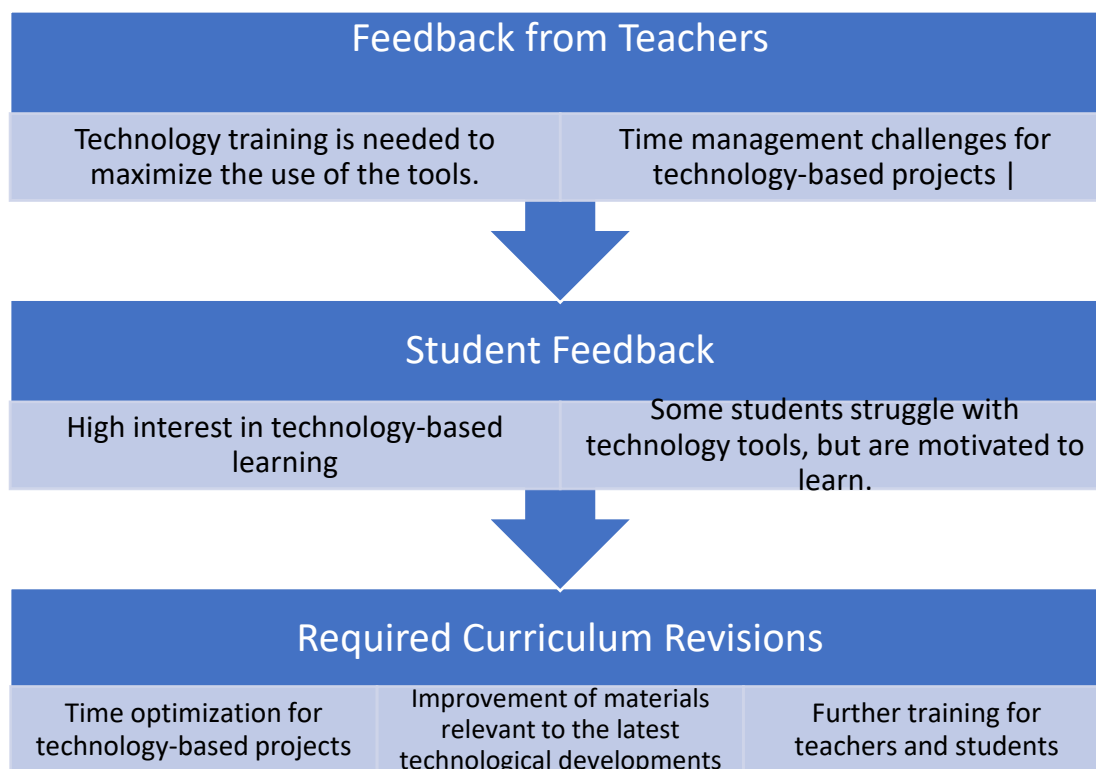 Feedback from Teachers
Technology training is needed to
maximize the use of the tools.
Time management challenges for
technology-based projects |
Student Feedback
High interest in technology-based
learning
Some students struggle with
technology tools, but are motivated to
learn.
Required Curriculum Revisions
Time optimization for
technology-based projects
Improvement of materials
relevant to the latest
technological developments
Further training for
teachers and students